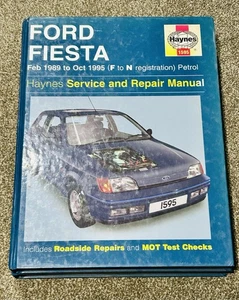 FORD
FIESTA
Haynes
1595
Feb 1989 to Oct 1995 (F to N registration) Petrol
Haynes Service and Repair Manual
1595
Includes Roadside Repairs and MOT Test Checks